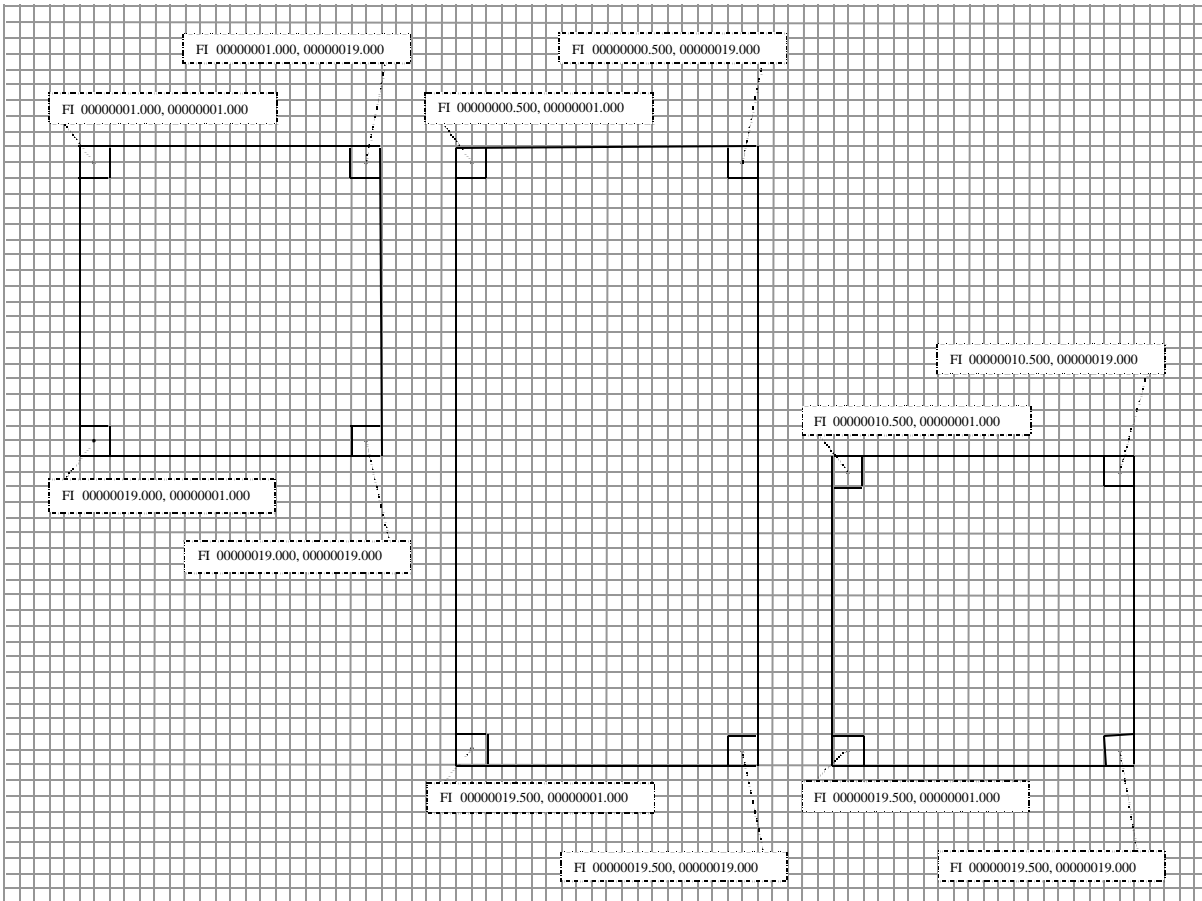 FI 00000001.000, 00000019.000
FI 00000000.500, 00000019.000
FI 00000001.000, 00000001.000
FI 00000000.500, 00000001.000
FI 00000010.500, 00000019.000
FI 00000010.500, 00000001.000
FI 00000019.000, 00000001.000
FI 00000019.000, 00000019.000
FI 00000019.500, 00000001.000
FI 00000019.500, 00000001.000
FI 00000019.500, 00000019.000
FI 00000019.500, 00000019.000